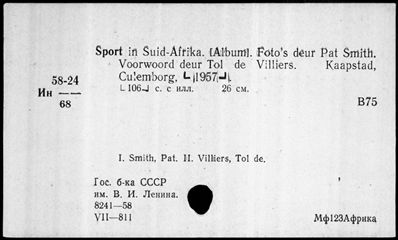 Sport in Suid-Afrika. [Album]. Foto's deur Pat Smith.
Voorwoord deur Tol de Villiers. Kaapstad,
Culemborg, [1957].
58-24
Ин
68
[106] с. с илл. 26 см.
B75
I. Smith, Pat. II. Villiers, Tol de.
Гос. б-ка СССР
им. В. И. Ленина.
8241—58
VII—811
Мф123Африка